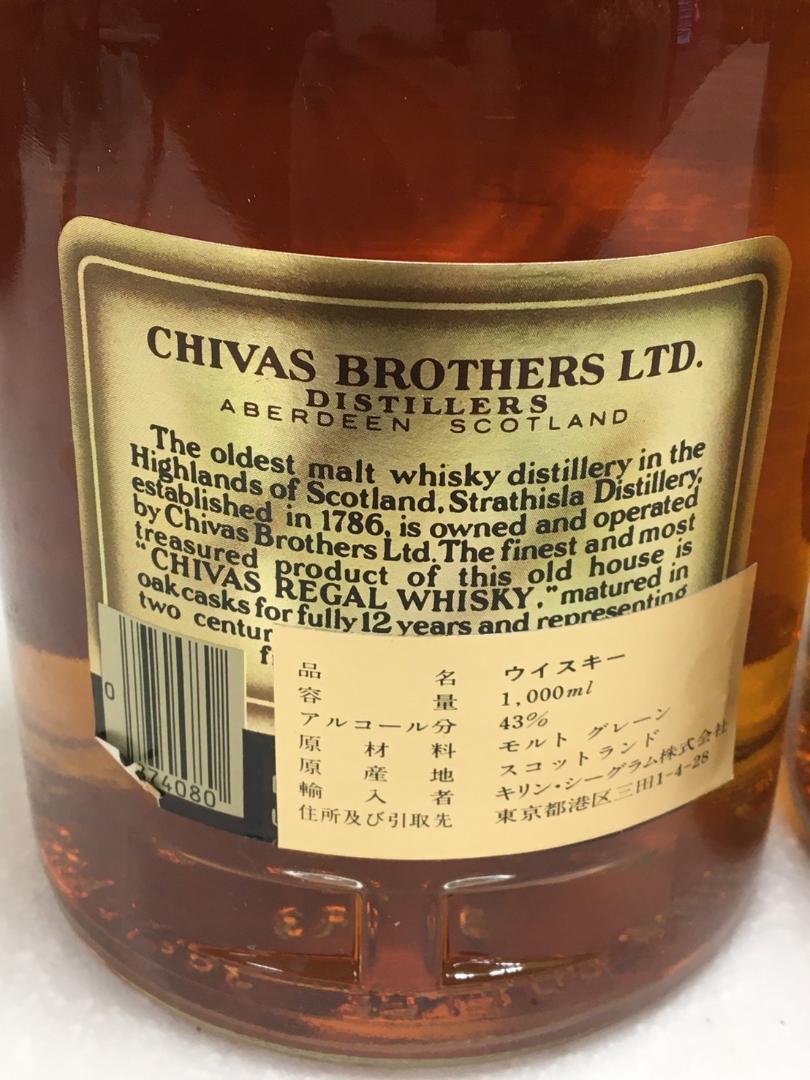 CHIVAS BROTHERS LTD.
DISTILLERS
ABERDEEN SCOTLAND
The oldest malt whisky distillery in the
Highlands of Scotland, Strathisla Distillery,
established in 1786, is owned and operated
by Chivas Brothers Ltd. The finest and most
treasured product of this old house is
"CHIVAS REGAL WHISKY," matured in
oak casks for fully 12 years and representing
two centur
f
0
74080
品名 ウイスキー
容量 1,000ml
アルコール分 43%
原材料 モルト グレーン
原産地 スコットランド
輸入者 キリン・シーグラム株式会社
住所及び引取先 東京都港区三田1-4-28